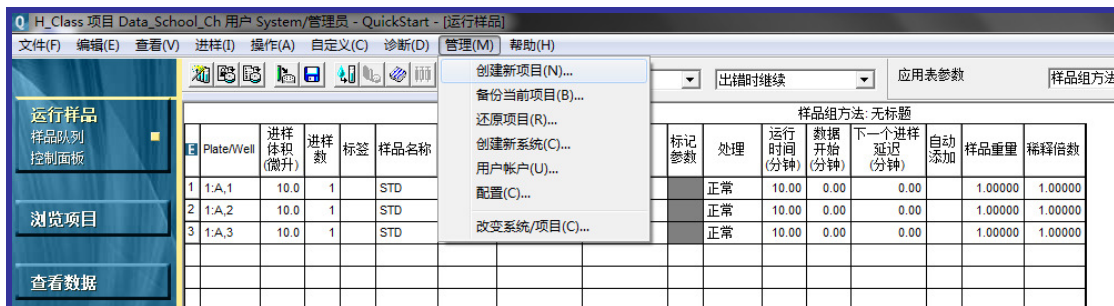 H_Class 项目 Data_School_Ch 用户 System/管理员 - QuickStart - [运行样品]
文件(F) 编辑(E) 查看(V) 进样(I) 操作(A) 自定义(C) 诊断(D) 管理(M) 帮助(H)
出错时继续 应用表参数 样品组方法
创建新项目(N)...
备份当前项目(B)...
还原项目(R)...
创建新系统(C)...
用户帐户(U)...
配置(C)...
改变系统/项目(C)...
运行样品
样品队列
控制面板
浏览项目
查看数据
样品组方法: 无标题
Plate/Well 进样体积(微升) 进样数 标签 样品名称 标记参数 处理 运行时间(分钟) 数据开始(分钟) 下一个进样延迟(分钟) 自动添加 样品重量 稀释倍数
1 1:A,1 10.0 1 STD 正常 10.00 0.00 0.00 1.00000 1.00000
2 1:A,2 10.0 1 STD 正常 10.00 0.00 0.00 1.00000 1.00000
3 1:A,3 10.0 1 STD 正常 10.00 0.00 0.00 1.00000 1.00000